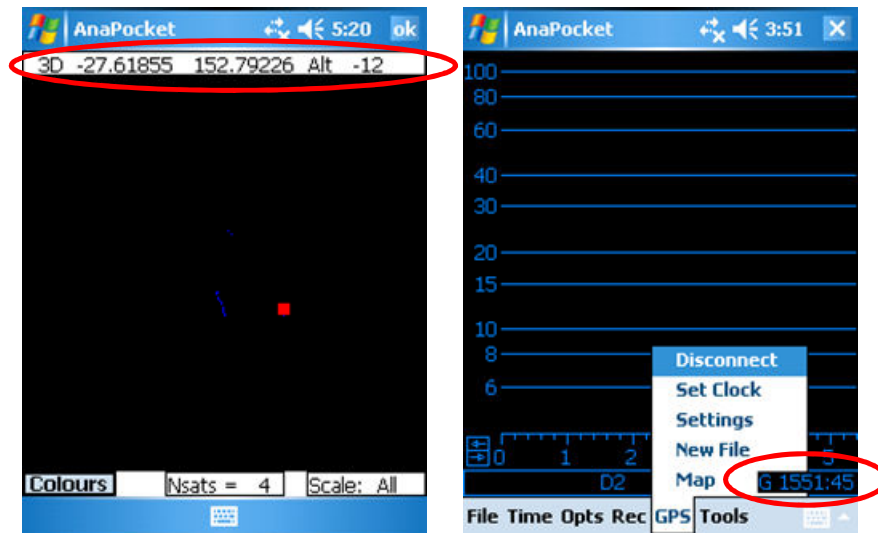 AnaPocket 5:20 ok
3D -27.61855 152.79226 Alt -12
Colours Nsats = 4 Scale: All
AnaPocket 3:51
100
80
60
40
30
20
15
10
8
6
Disconnect
Set Clock
Settings
New File
Map
0 1 2 5
D2 G 1551:45
File Time Opts Rec GPS Tools